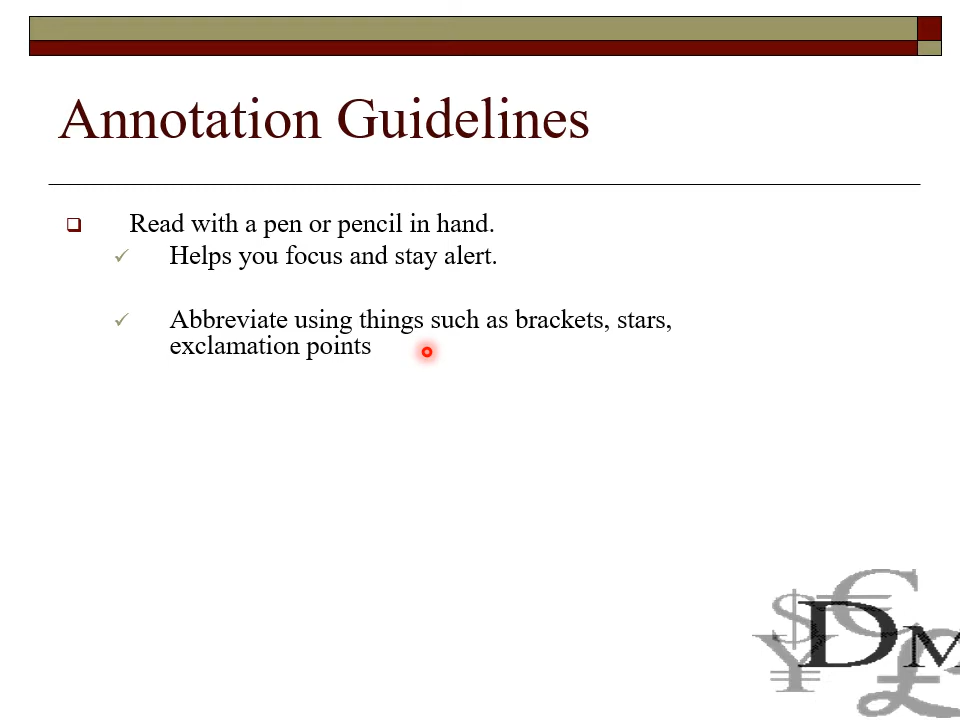 Annotation Guidelines
Read with a pen or pencil in hand.
Helps you focus and stay alert.
Abbreviate using things such as brackets, stars,
exclamation points
$ € D M
¥ £